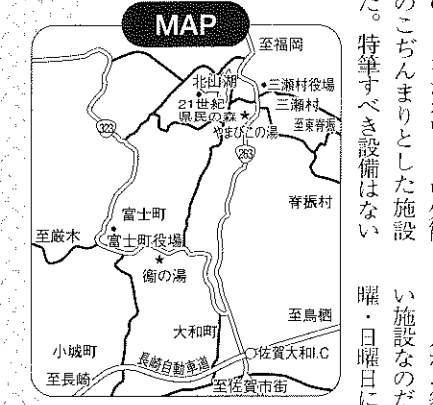 MAP
至福岡
北山湖
三瀬村役場
21世紀
県民の森
三瀬村
やまびこの湯
至東脊振
323
263
脊振村
富士町
至厳木
富士町役場
大和町
至鳥栖
小城町
長崎自動車道
佐賀大和I.C
至長崎
至佐賀市街
のこぢんまりとした施設
た。特筆すべき設備はない
い施設なのだ
曜・日曜日に